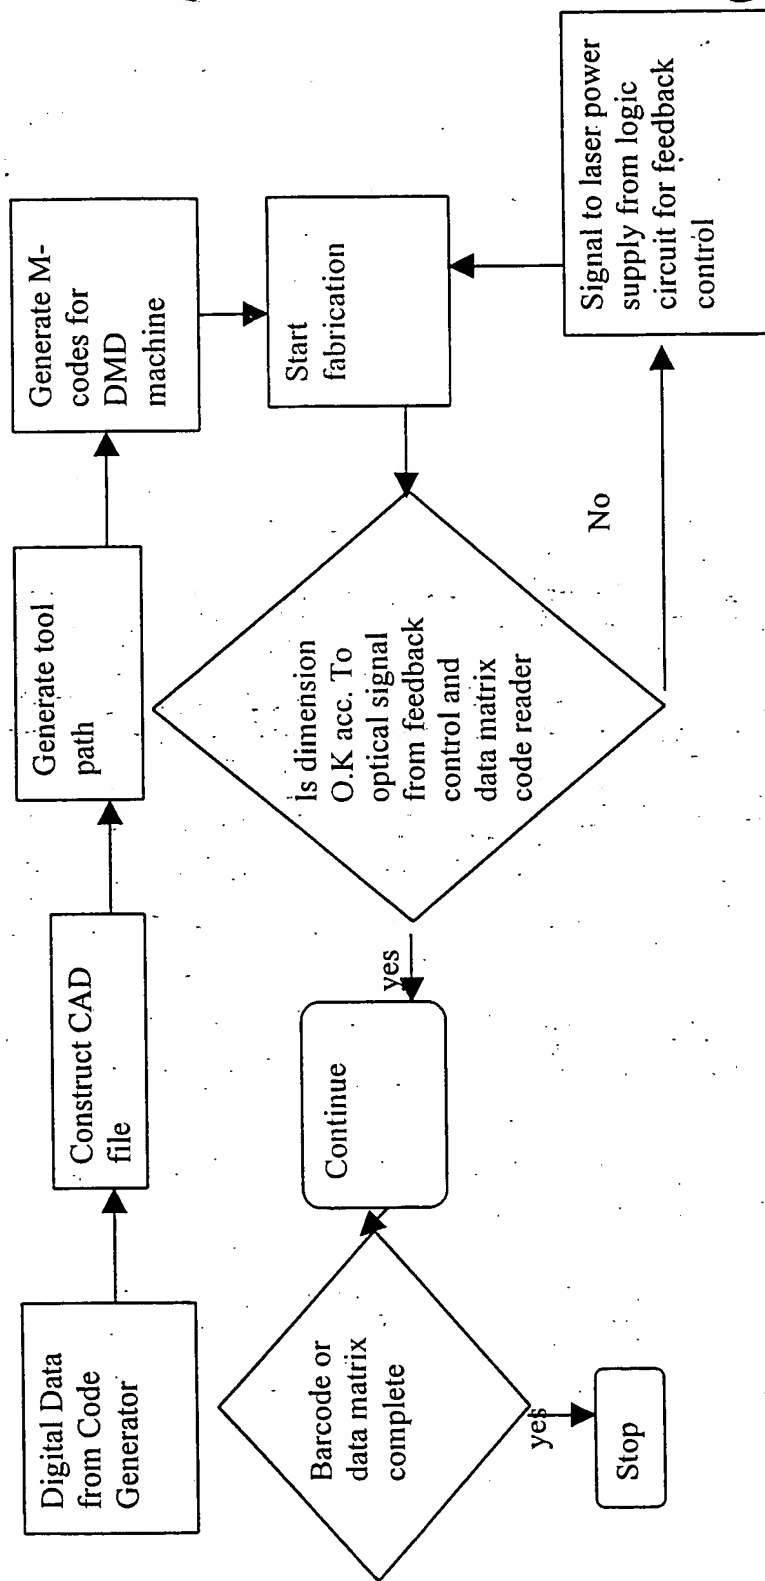 Digital Data
from Code
Generator
Construct CAD
file
Generate tool
path
Generate M-
codes for
DMD
machine
Start
fabrication
Is dimension
O.K acc. To
optical signal
from feedback
control and
data matrix
code reader
No
Signal to laser power
supply from logic
circuit for feedback
control
yes
Continue
Barcode or
data matrix
complete
yes
Stop